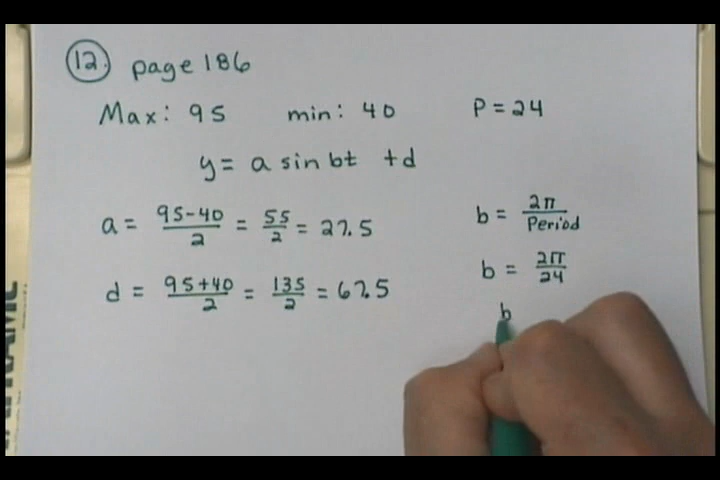 12. page 186
Max: 95 min: 40 P = 24
y = a sin bt + d
a = 95-40/2 = 55/2 = 27.5
b = 2π/Period
d = 95+40/2 = 135/2 = 67.5
b = 2π/24
b